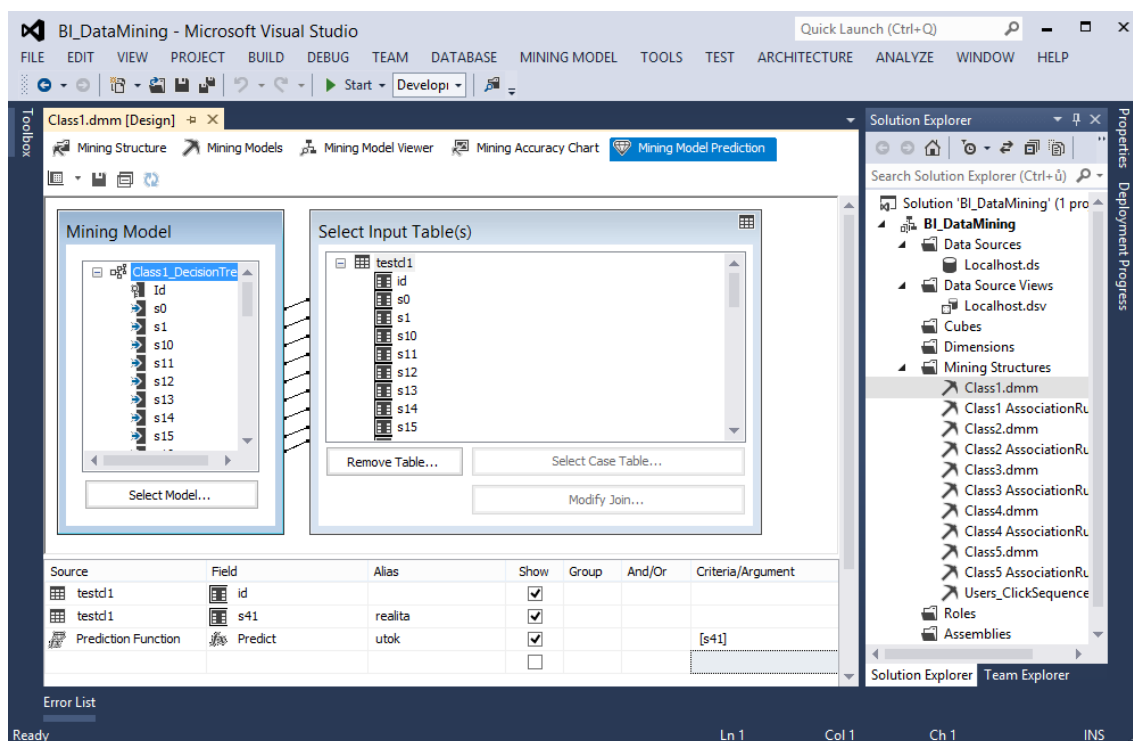 BI_DataMining - Microsoft Visual Studio
Quick Launch (Ctrl+Q)
FILE EDIT VIEW PROJECT BUILD DEBUG TEAM DATABASE MINING MODEL TOOLS TEST ARCHITECTURE ANALYZE WINDOW HELP
Start Develop
Toolbox
Class1.dmm [Design]
Mining Structure Mining Models Mining Model Viewer Mining Accuracy Chart Mining Model Prediction
Mining Model
Class1_DecisionTre
Id
s0
s1
s10
s11
s12
s13
s14
s15
Select Model...
Select Input Table(s)
testcl1
id
s0
s1
s10
s11
s12
s13
s14
s15
Remove Table...
Select Case Table...
Modify Join...
Source Field Alias Show Group And/Or Criteria/Argument
testcl1 id
testcl1 s41 realita
Prediction Function Predict utok [s41]
Solution Explorer
Search Solution Explorer (Ctrl+ů)
Solution 'BI_DataMining' (1 pro
BI_DataMining
Data Sources
Localhost.ds
Data Source Views
Localhost.dsv
Cubes
Dimensions
Mining Structures
Class1.dmm
Class1 AssociationRu
Class2.dmm
Class2 AssociationRu
Class3.dmm
Class3 AssociationRu
Class4.dmm
Class4 AssociationRu
Class5.dmm
Class5 AssociationRu
Users_ClickSequence
Roles
Assemblies
Solution Explorer Team Explorer
Properties
Deployment Progress
Error List
Ready Ln 1 Col 1 Ch 1 INS